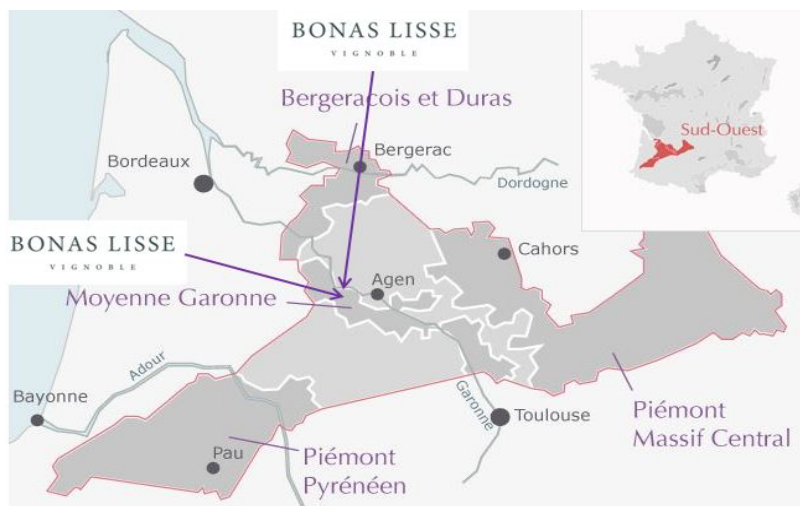 BONAS LISSE
VIGNOBLE
Bergeracois et Duras
Bordeaux
Bergerac
Dordogne
Sud-Ouest
BONAS LISSE
VIGNOBLE
Cahors
Agen
Moyenne Garonne
Adour
Bayonne
Garonne
Toulouse
Piémont
Massif Central
Pau
Piémont
Pyrénéen